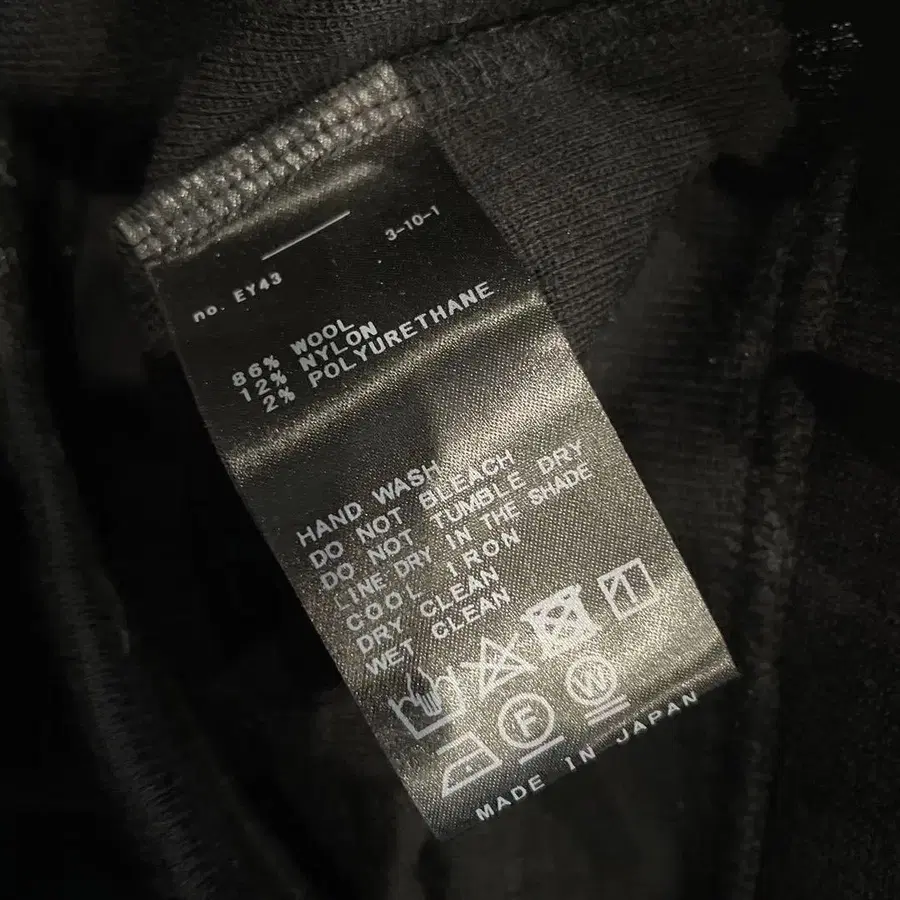 3-10-1
no. EY43
86% WOOL
12% NYLON
2% POLYURETHANE
HAND WASH
DO NOT BLEACH
DO NOT TUMBLE DRY
LINE DRY IN THE SHADE
COOL IRON
DRY CLEAN
WET CLEAN
F
W
MADE IN JAPAN